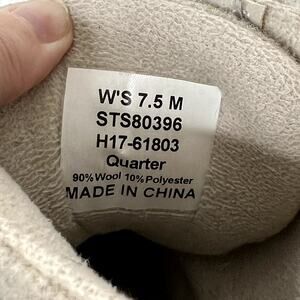 W'S 7.5 M
STS80396
H17-61803
Quarter
90% Wool 10% Polyester
MADE IN CHINA